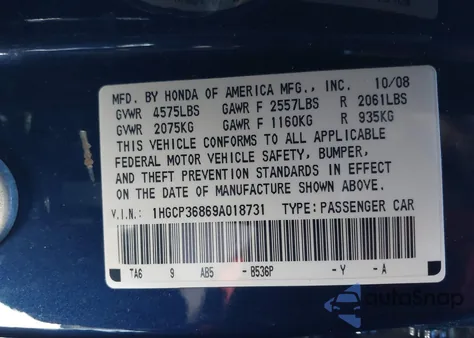 MFD. BY HONDA OF AMERICA MFG., INC. 10/08
GVWR 4575LBS GAWR F 2557LBS R 2061LBS
GVWR 2075KG GAWR F 1160KG R 935KG
THIS VEHICLE CONFORMS TO ALL APPLICABLE
FEDERAL MOTOR VEHICLE SAFETY, BUMPER,
AND THEFT PREVENTION STANDARDS IN EFFECT
ON THE DATE OF MANUFACTURE SHOWN ABOVE.
V.I.N.: 1HGCP36869A018731 TYPE: PASSENGER CAR
TA6 9 AB5 - B536P - Y - A
autoSnap